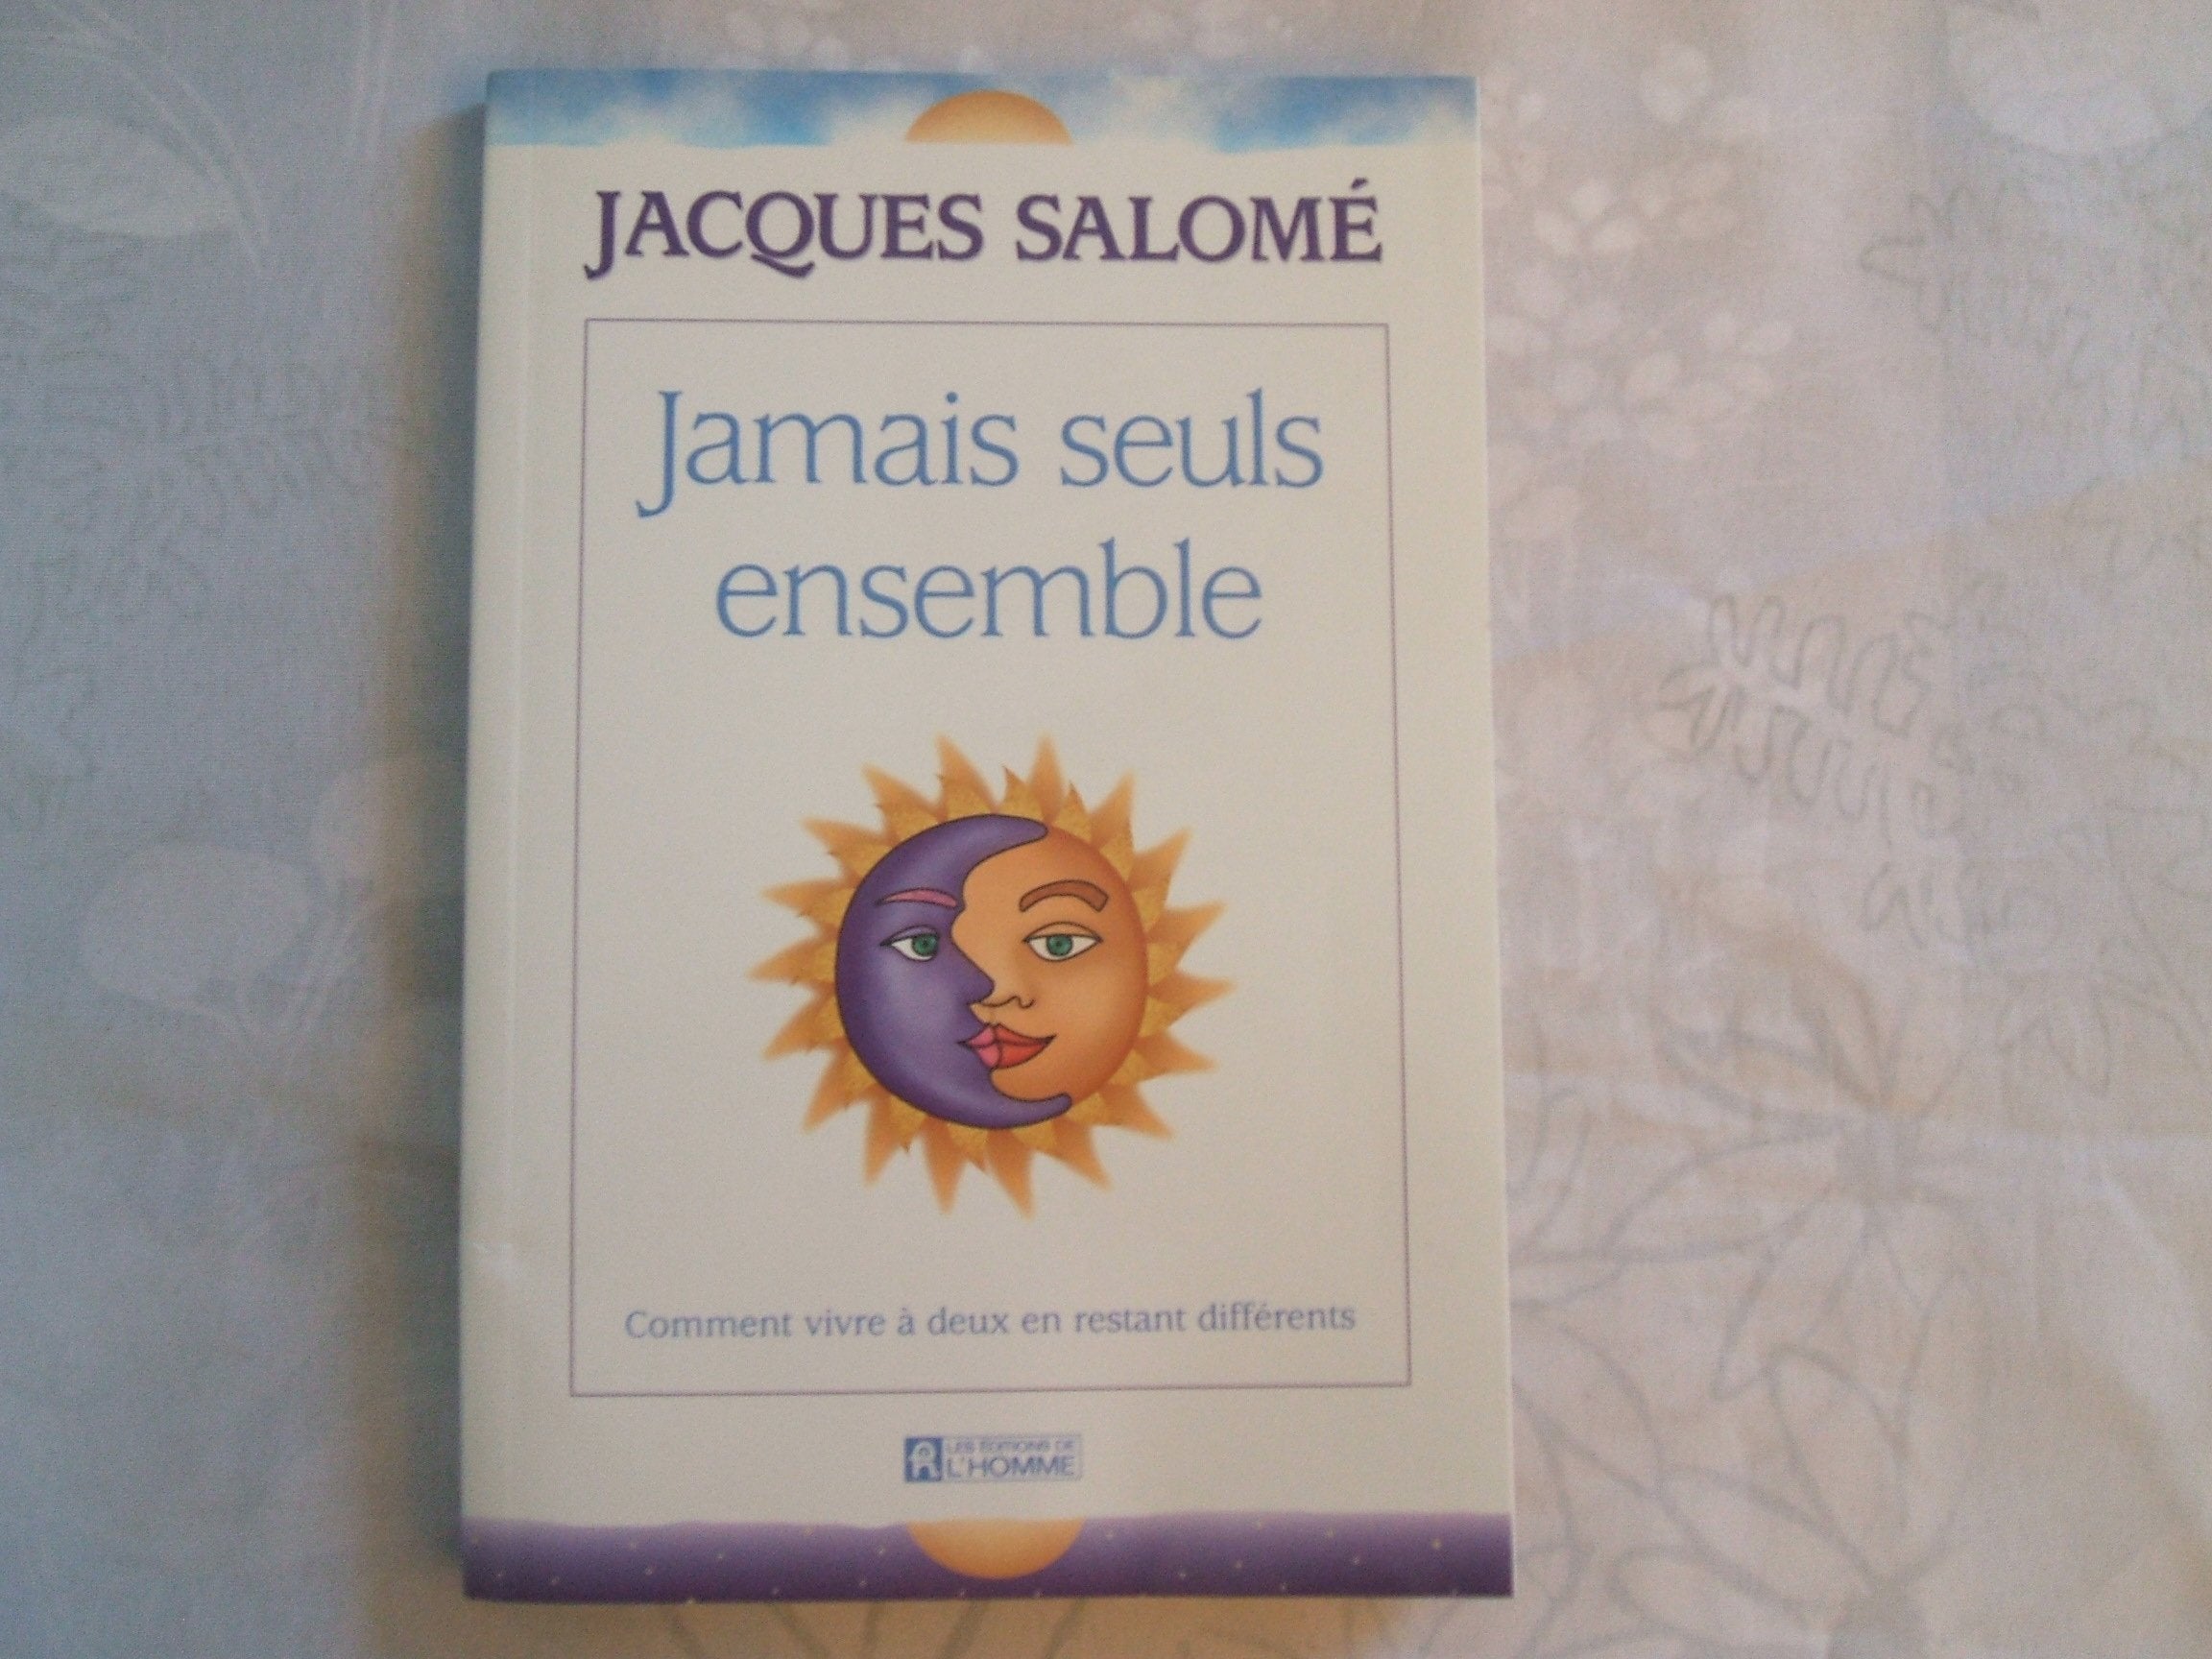 JACQUES SALOMÉ
Jamais seuls
ensemble
Comment vivre à deux en restant différents
LES ÉDITIONS DE
L'HOMME